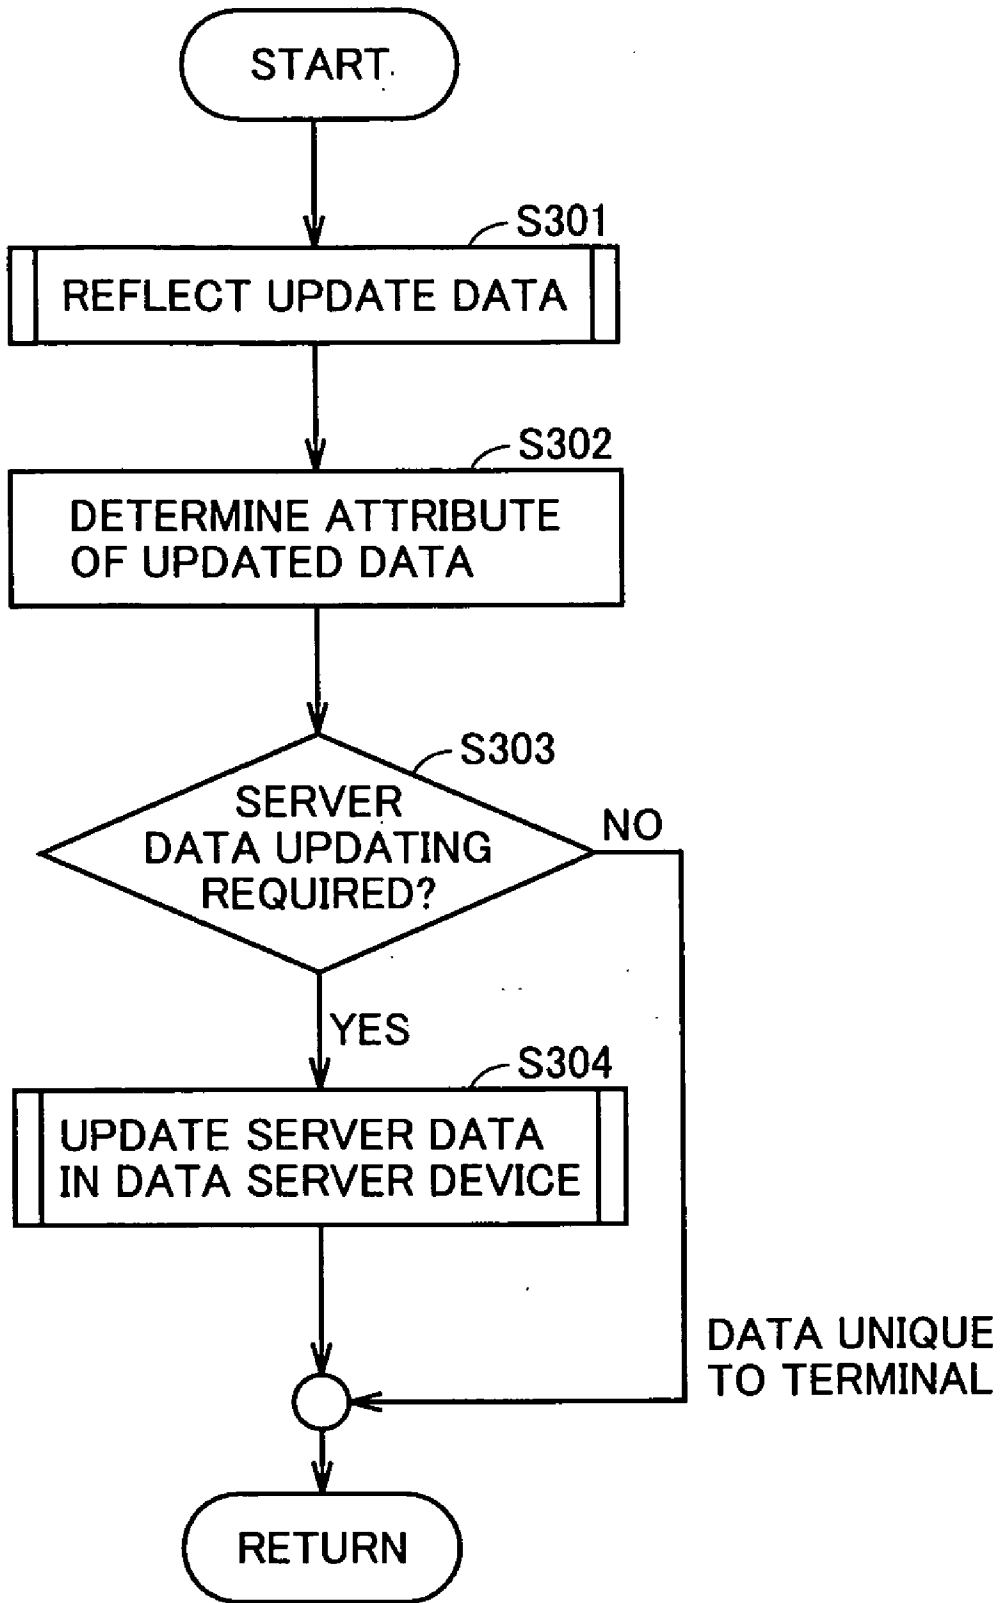 START
S301
REFLECT UPDATE DATA
S302
DETERMINE ATTRIBUTE
OF UPDATED DATA
S303
SERVER
DATA UPDATING
REQUIRED?
NO
YES
S304
UPDATE SERVER DATA
IN DATA SERVER DEVICE
DATA UNIQUE
TO TERMINAL
RETURN